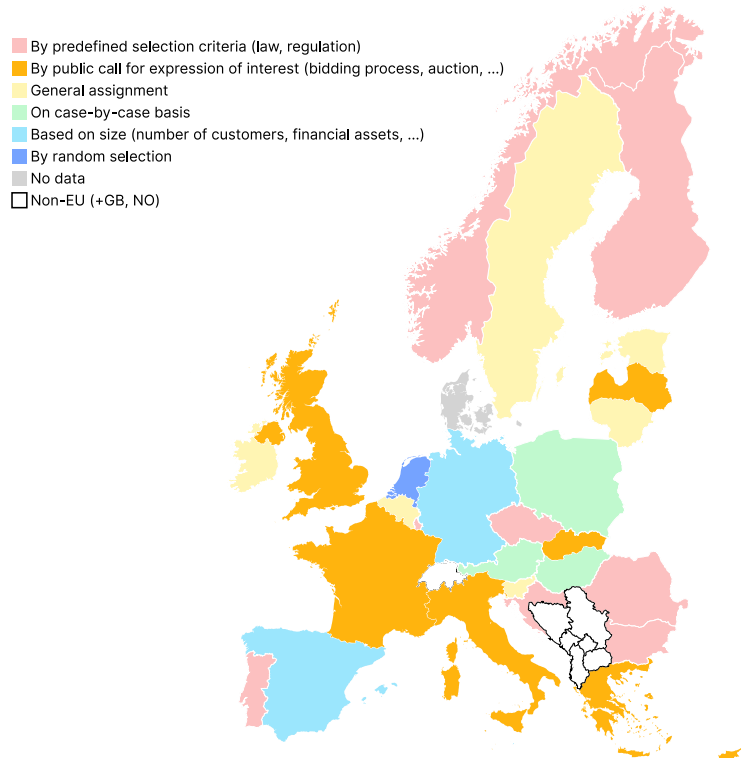 By predefined selection criteria (law, regulation)
By public call for expression of interest (bidding process, auction, ...)
General assignment
On case-by-case basis
Based on size (number of customers, financial assets, ...)
By random selection
No data
Non-EU (+GB, NO)